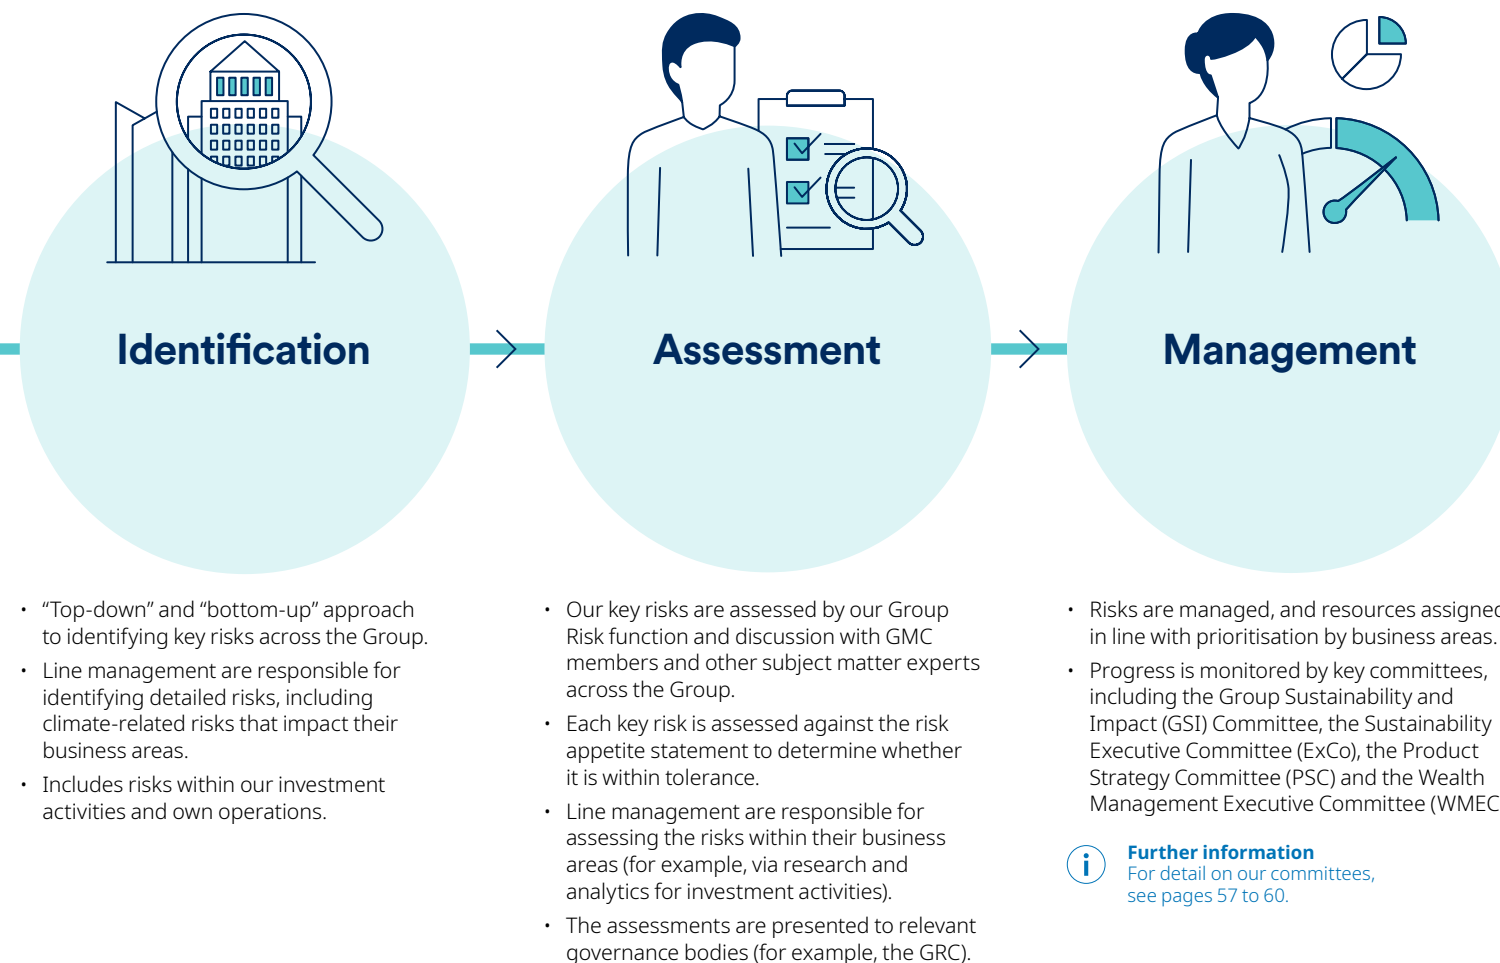 Identification
• “Top-down” and “bottom-up” approach
to identifying key risks across the Group.
• Line management are responsible for
identifying detailed risks, including
climate-related risks that impact their
business areas.
• Includes risks within our investment
activities and own operations.
Assessment
• Our key risks are assessed by our Group
Risk function and discussion with GMC
members and other subject matter experts
across the Group.
• Each key risk is assessed against the risk
appetite statement to determine whether
it is within tolerance.
• Line management are responsible for
assessing the risks within their business
areas (for example, via research and
analytics for investment activities).
• The assessments are presented to relevant
governance bodies (for example, the GRC).
Management
• Risks are managed, and resources assigned
in line with prioritisation by business areas.
• Progress is monitored by key committees,
including the Group Sustainability and
Impact (GSI) Committee, the Sustainability
Executive Committee (ExCo), the Product
Strategy Committee (PSC) and the Wealth
Management Executive Committee (WMEC
i
Further information
For detail on our committees,
see pages 57 to 60.